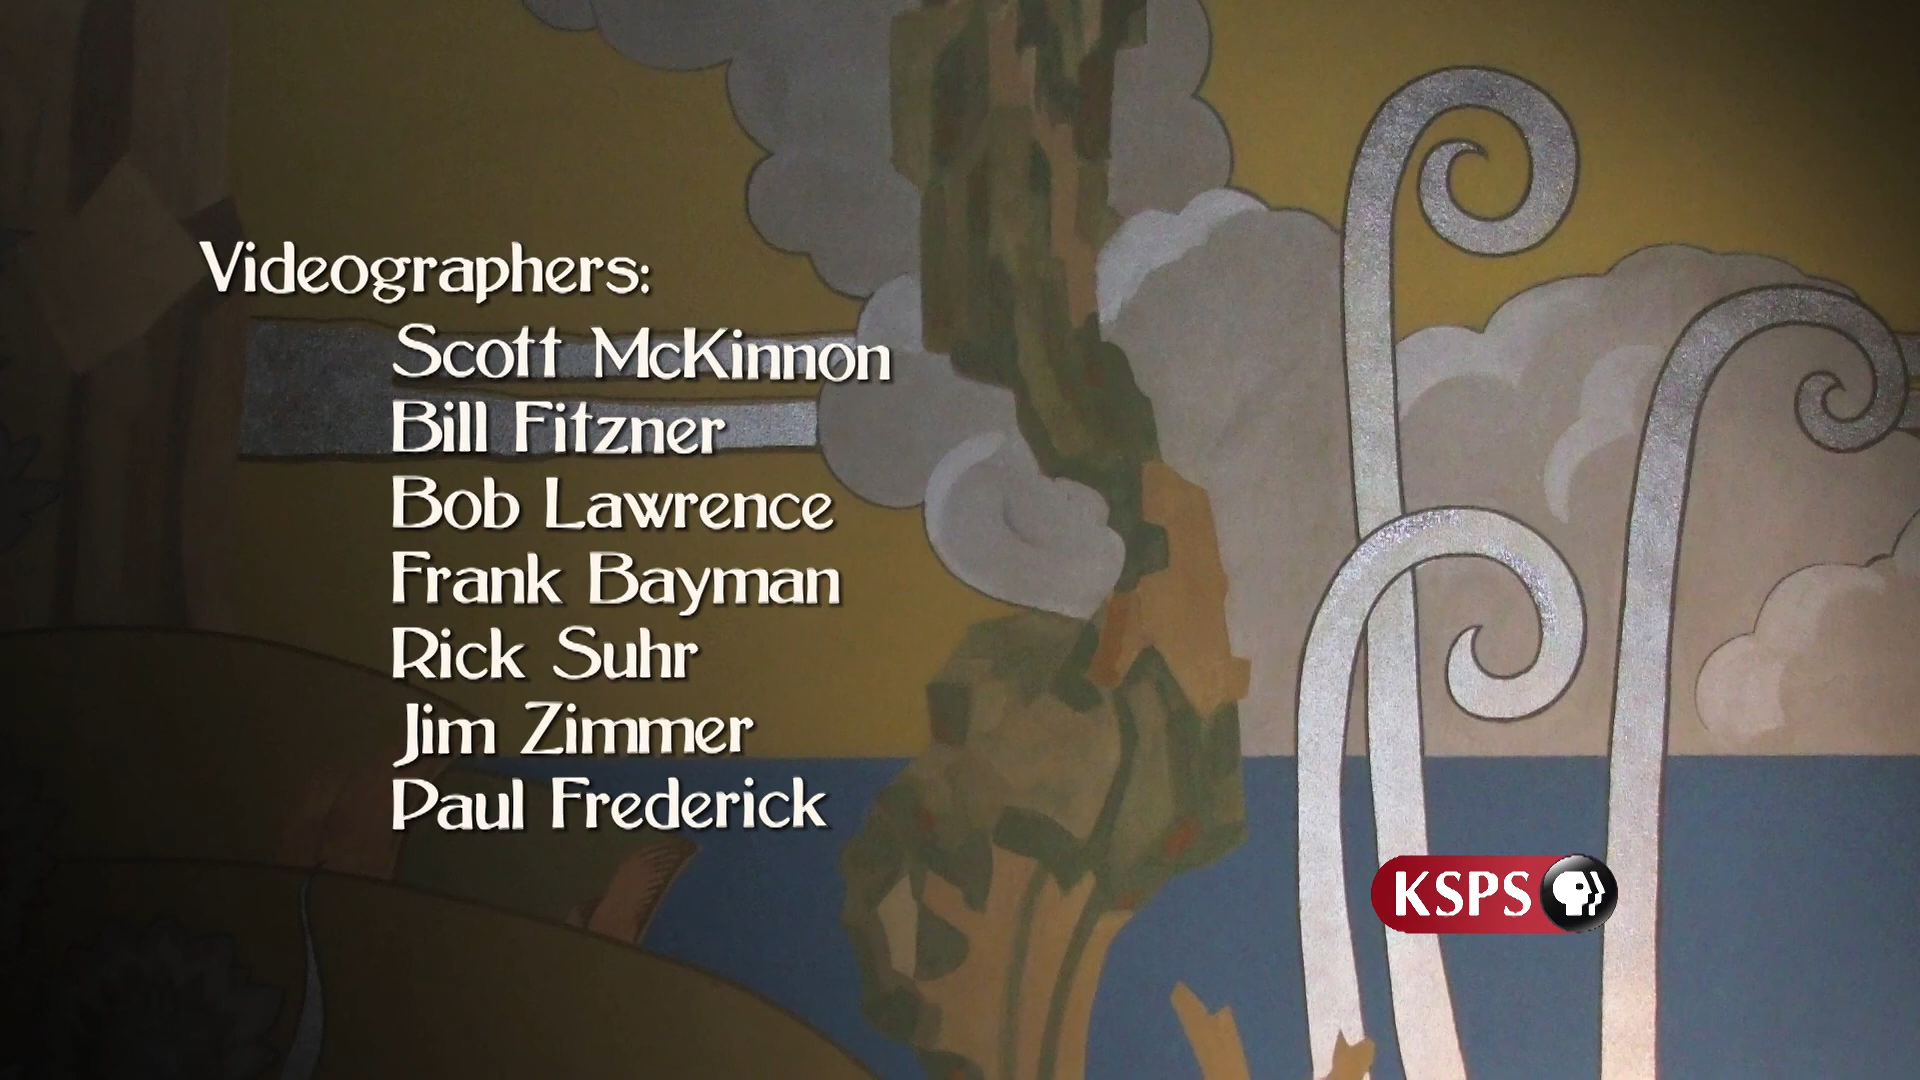 Videographers:
Scott McKinnon
Bill Fitzner
Bob Lawrence
Frank Bayman
Rick Suhr
Jim Zimmer
Paul Frederick
KSPS